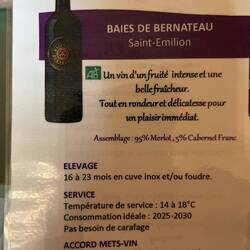 BAIES DE BERNATEAU
Saint-Emilion
AB
Un vin d'un fruité intense et une
belle fraîcheur.
Tout en rondeur et délicatesse pour
un plaisir immédiat.
Assemblage : 95% Merlot, 5% Cabernet Franc
ELEVAGE
16 à 23 mois en cuve inox et/ou foudre.
SERVICE
Température de service : 14 à 18°C
Consommation idéale : 2025-2030
Pas besoin de carafage
ACCORD METS-VIN